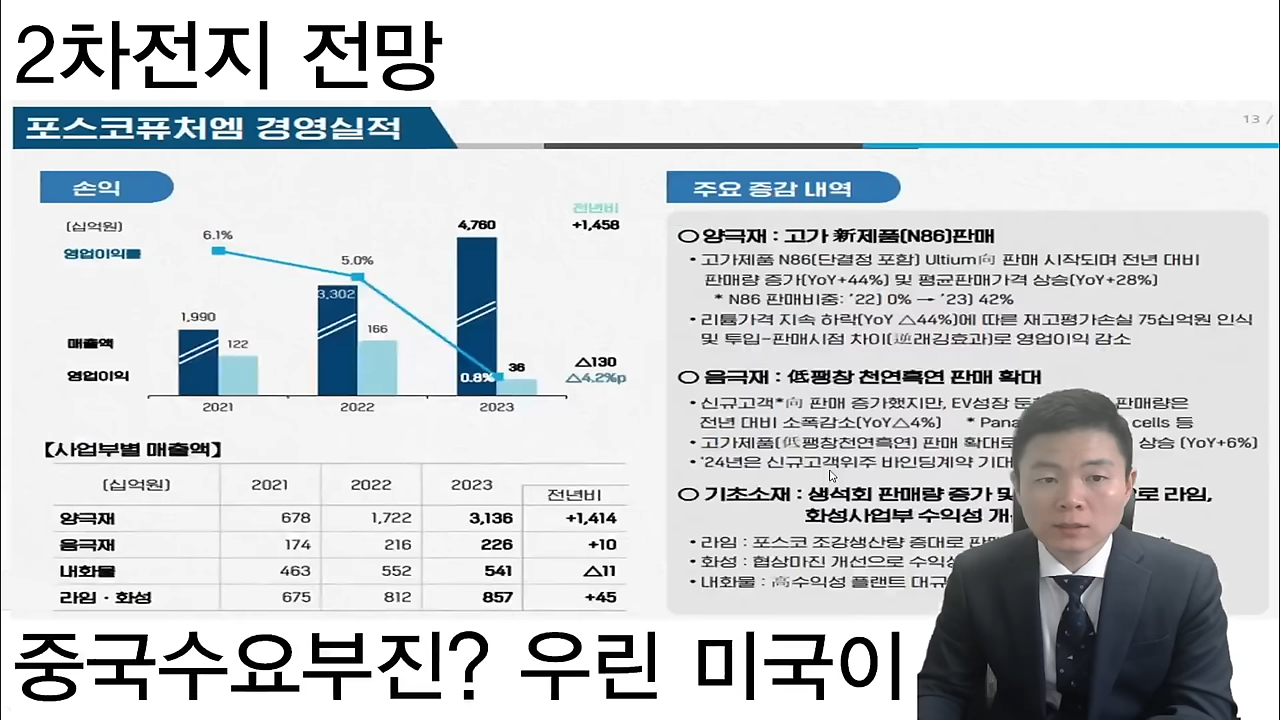 2차전지 전망
포스코퓨처엠 경영실적
13 /
손익
(십억원)
전년비
영업이익률
6.1%
5.0%
4,760
+1,458
3,302
1,990
122
166
매출액
영업이익
0.8%
36
△130
△4.2%p
2021
2022
2023
【사업부별 매출액】
(십억원) 2021 2022 2023 전년비
양극재 678 1,722 3,136 +1,414
음극재 174 216 226 +10
내화물 463 552 541 △11
라임 · 화성 675 812 857 +45
주요 증감 내역
○ 양극재 : 고가 新제품(N86)판매
• 고가제품 N86(단결정 포함) Ultium向 판매 시작되며 전년 대비
판매량 증가(YoY+44%) 및 평균판매가격 상승(YoY+28%)
* N86 판매비중: ’22) 0% → ’23) 42%
• 리튬가격 지속 하락(YoY △44%)에 따른 재고평가손실 75십억원 인식
및 투입-판매시점 차이(逆래깅효과)로 영업이익 감소
○ 음극재 : 低팽창 천연흑연 판매 확대
• 신규고객*向 판매 증가했지만, EV성장 판매량은
전년 대비 소폭감소(YoY△4%) * cells 등
• 고가제품(低팽창천연흑연) 판매 상승 (YoY+6%)
• ’24년은 신규고객위주 바인딩계약
○ 기초소재 : 생석회 판매량 증가 및 라임,
화성사업부 수익성
• 라임 : 포스코 조강생산량 증대로
• 화성 : 협상마진 개선으로
• 내화물 : 高수익성 플랜트
중국수요부진? 우린 미국이